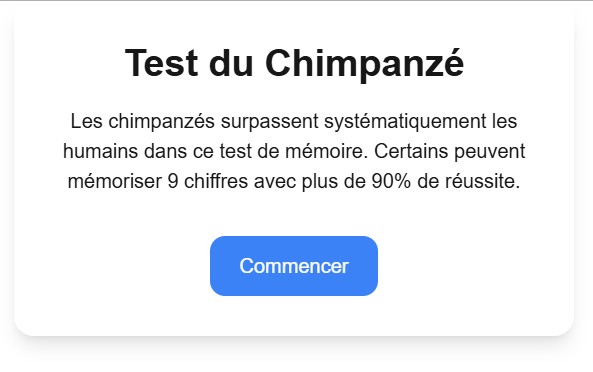 Test du Chimpanzé
Les chimpanzés surpassent systématiquement les
humains dans ce test de mémoire. Certains peuvent
mémoriser 9 chiffres avec plus de 90% de réussite.
Commencer